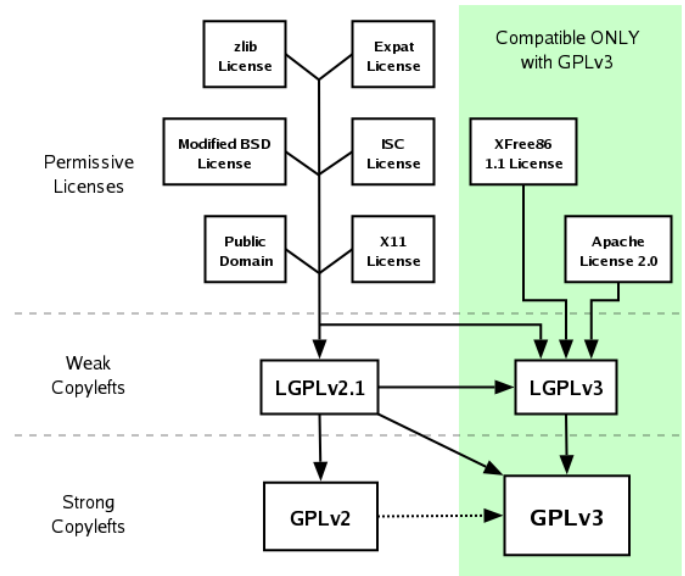 zlib
License
Expat
License
Compatible ONLY
with GPLv3
Permissive
Licenses
Modified BSD
License
ISC
License
XFree86
1.1 License
Public
Domain
X11
License
Apache
License 2.0
Weak
Copylefts
LGPLv2.1
LGPLv3
Strong
Copylefts
GPLv2
GPLv3